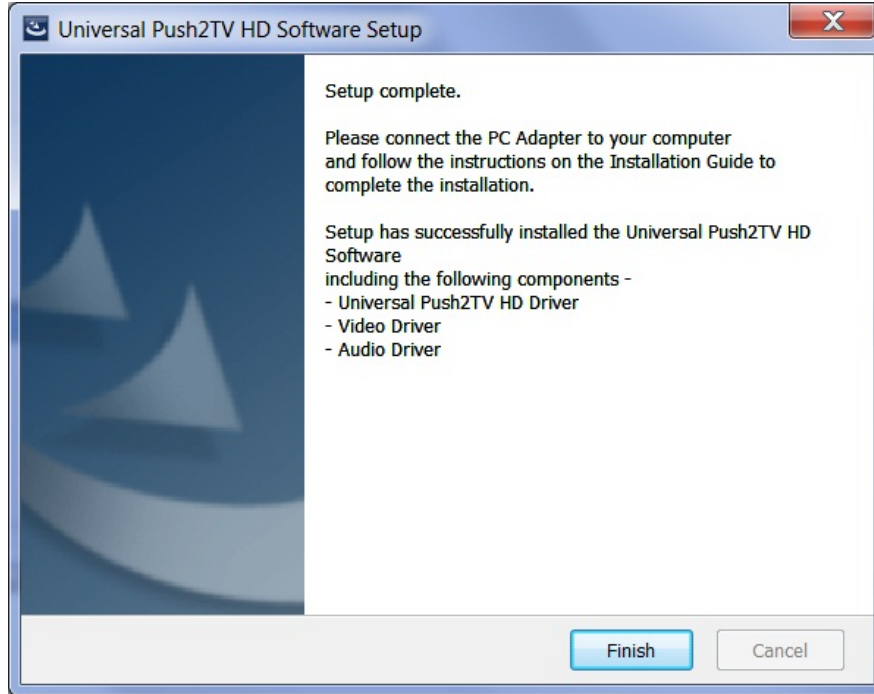 Universal Push2TV HD Software Setup
Setup complete.
Please connect the PC Adapter to your computer
and follow the instructions on the Installation Guide to
complete the installation.
Setup has successfully installed the Universal Push2TV HD
Software
including the following components -
- Universal Push2TV HD Driver
- Video Driver
- Audio Driver
Finish
Cancel